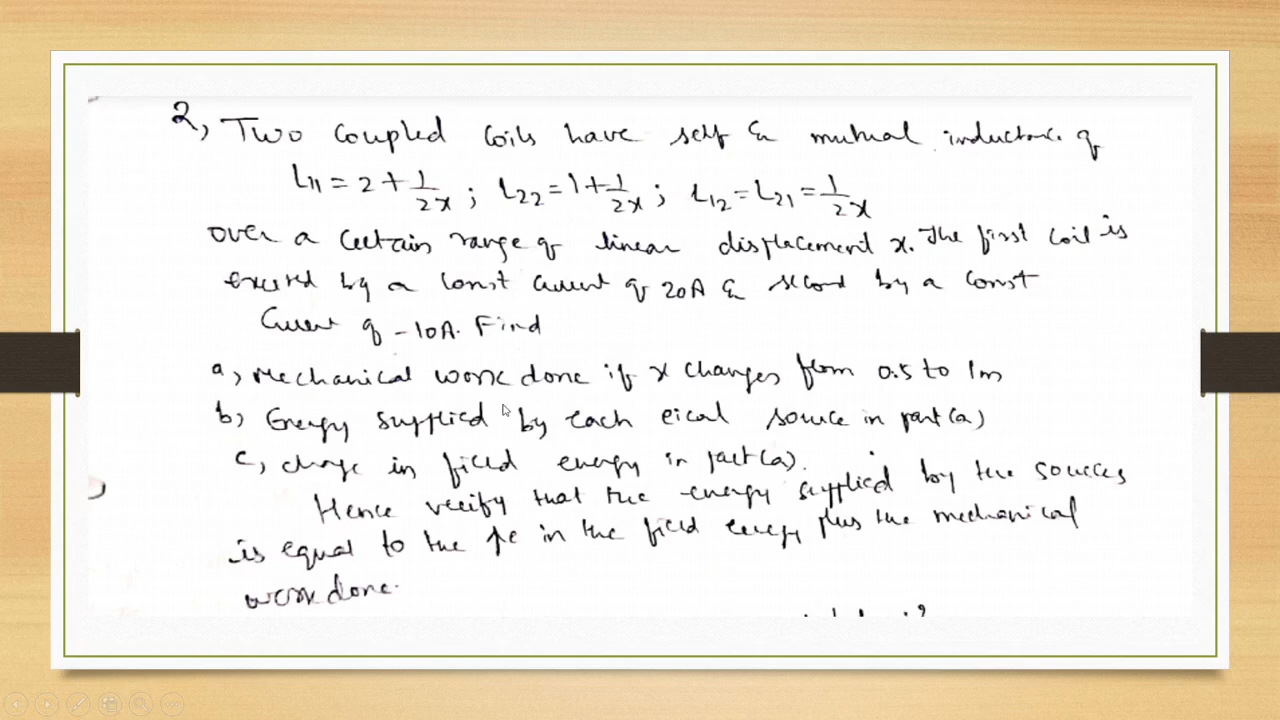 2, Two coupled coils have self & mutual inductance of
L11 = 2 + 1/2x ; L22 = 1 + 1/2x ; L12 = L21 = 1/2x
over a certain range of linear displacement x. The first coil is
excited by a const current of 20A & second by a const
current of -10A. Find
a, Mechanical work done if x changes from 0.5 to 1m
b, Energy supplied by each eical source in part(a)
c, change in field energy in part(a).
Hence verify that the energy supplied by the sources
is equal to the in the field energy plus the mechanical
work done.